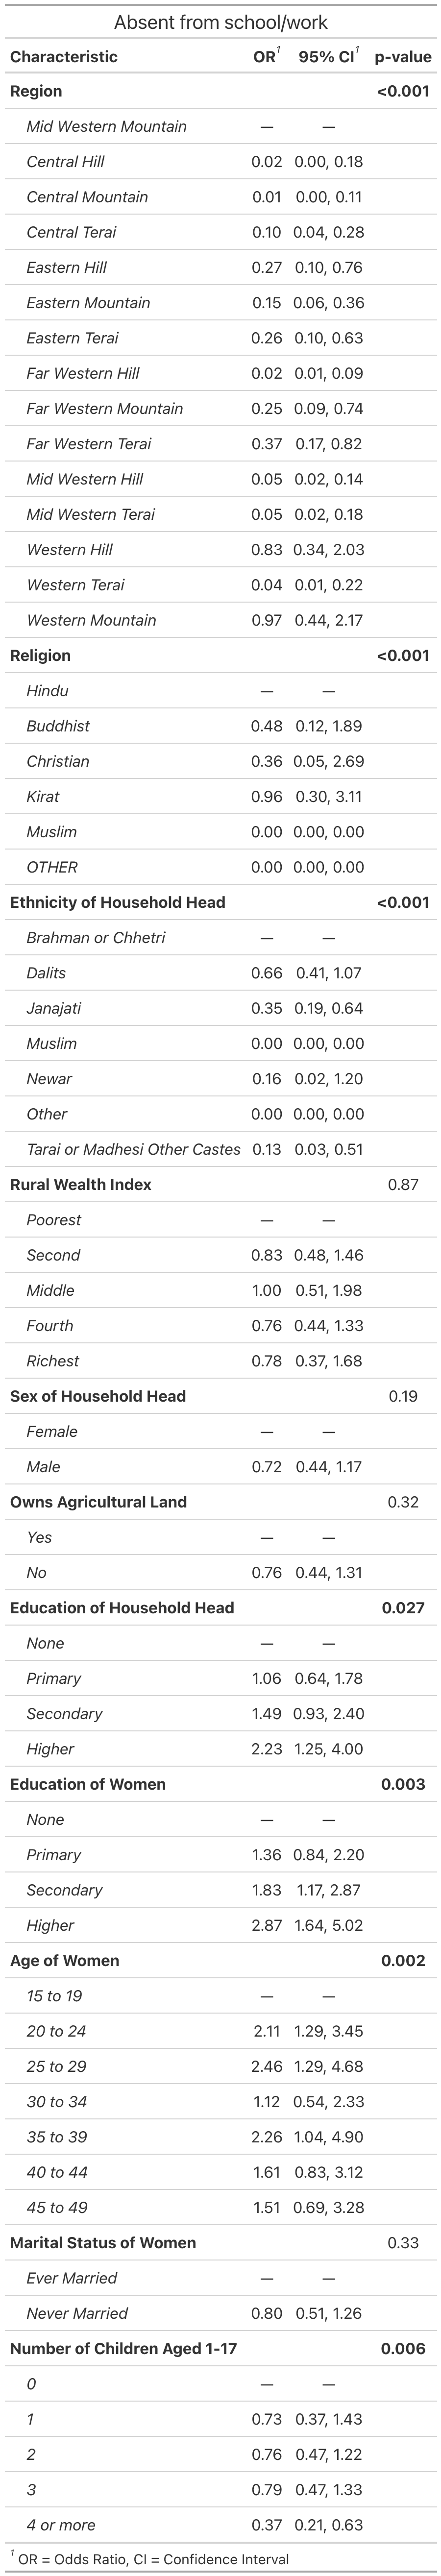 Absent from school/work
Characteristic OR¹ 95% CI¹ p-value
Region <0.001
Mid Western Mountain — —
Central Hill 0.02 0.00, 0.18
Central Mountain 0.01 0.00, 0.11
Central Terai 0.10 0.04, 0.28
Eastern Hill 0.27 0.10, 0.76
Eastern Mountain 0.15 0.06, 0.36
Eastern Terai 0.26 0.10, 0.63
Far Western Hill 0.02 0.01, 0.09
Far Western Mountain 0.25 0.09, 0.74
Far Western Terai 0.37 0.17, 0.82
Mid Western Hill 0.05 0.02, 0.14
Mid Western Terai 0.05 0.02, 0.18
Western Hill 0.83 0.34, 2.03
Western Terai 0.04 0.01, 0.22
Western Mountain 0.97 0.44, 2.17
Religion <0.001
Hindu — —
Buddhist 0.48 0.12, 1.89
Christian 0.36 0.05, 2.69
Kirat 0.96 0.30, 3.11
Muslim 0.00 0.00, 0.00
OTHER 0.00 0.00, 0.00
Ethnicity of Household Head <0.001
Brahman or Chhetri — —
Dalits 0.66 0.41, 1.07
Janajati 0.35 0.19, 0.64
Muslim 0.00 0.00, 0.00
Newar 0.16 0.02, 1.20
Other 0.00 0.00, 0.00
Tarai or Madhesi Other Castes 0.13 0.03, 0.51
Rural Wealth Index 0.87
Poorest — —
Second 0.83 0.48, 1.46
Middle 1.00 0.51, 1.98
Fourth 0.76 0.44, 1.33
Richest 0.78 0.37, 1.68
Sex of Household Head 0.19
Female — —
Male 0.72 0.44, 1.17
Owns Agricultural Land 0.32
Yes — —
No 0.76 0.44, 1.31
Education of Household Head 0.027
None — —
Primary 1.06 0.64, 1.78
Secondary 1.49 0.93, 2.40
Higher 2.23 1.25, 4.00
Education of Women 0.003
None — —
Primary 1.36 0.84, 2.20
Secondary 1.83 1.17, 2.87
Higher 2.87 1.64, 5.02
Age of Women 0.002
15 to 19 — —
20 to 24 2.11 1.29, 3.45
25 to 29 2.46 1.29, 4.68
30 to 34 1.12 0.54, 2.33
35 to 39 2.26 1.04, 4.90
40 to 44 1.61 0.83, 3.12
45 to 49 1.51 0.69, 3.28
Marital Status of Women 0.33
Ever Married — —
Never Married 0.80 0.51, 1.26
Number of Children Aged 1-17 0.006
0 — —
1 0.73 0.37, 1.43
2 0.76 0.47, 1.22
3 0.79 0.47, 1.33
4 or more 0.37 0.21, 0.63
¹ OR = Odds Ratio, CI = Confidence Interval